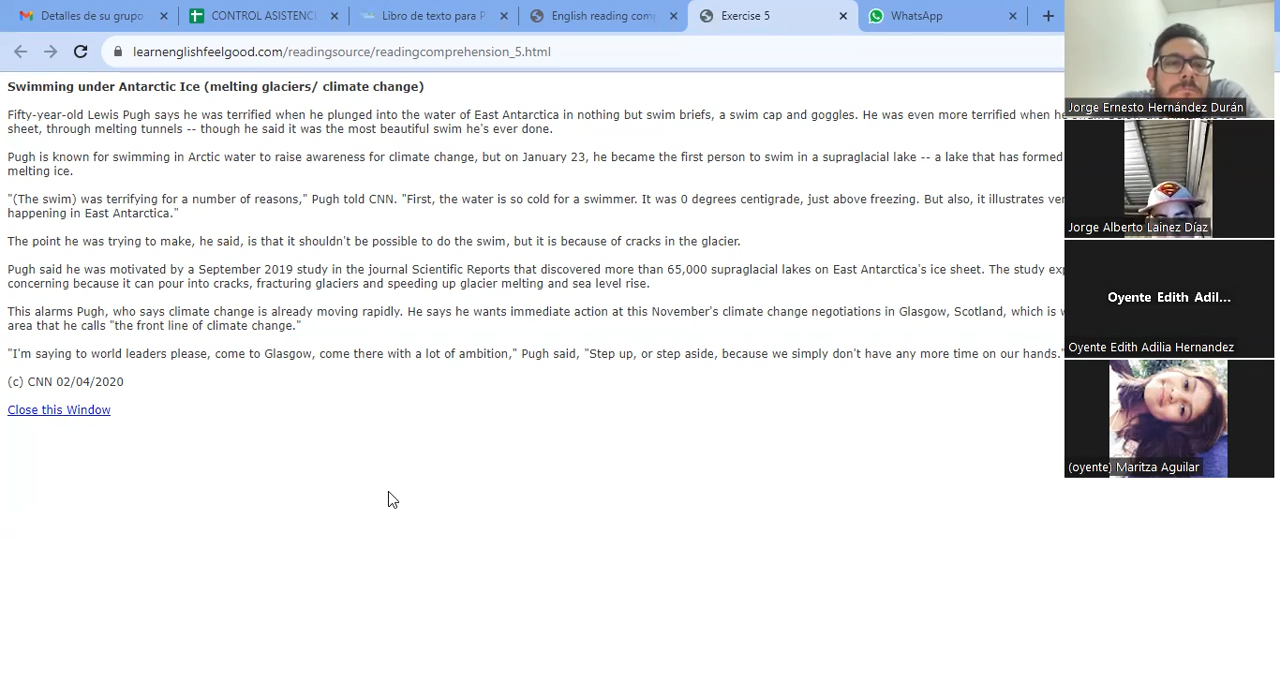 Detalles de su grupo
CONTROL ASISTENCI
Libro de texto para P
English reading comp
Exercise 5
WhatsApp
learnenglishfeelgood.com/readingsource/readingcomprehension_5.html
Swimming under Antarctic Ice (melting glaciers/ climate change)
Fifty-year-old Lewis Pugh says he was terrified when he plunged into the water of East Antarctica in nothing but swim briefs, a swim cap and goggles. He was even more terrified when he
sheet, through melting tunnels -- though he said it was the most beautiful swim he's ever done.
Pugh is known for swimming in Arctic water to raise awareness for climate change, but on January 23, he became the first person to swim in a supraglacial lake -- a lake that has formed
melting ice.
"(The swim) was terrifying for a number of reasons," Pugh told CNN. "First, the water is so cold for a swimmer. It was 0 degrees centigrade, just above freezing. But also, it illustrates ver
happening in East Antarctica."
The point he was trying to make, he said, is that it shouldn't be possible to do the swim, but it is because of cracks in the glacier.
Pugh said he was motivated by a September 2019 study in the journal Scientific Reports that discovered more than 65,000 supraglacial lakes on East Antarctica's ice sheet. The study exp
concerning because it can pour into cracks, fracturing glaciers and speeding up glacier melting and sea level rise.
This alarms Pugh, who says climate change is already moving rapidly. He says he wants immediate action at this November's climate change negotiations in Glasgow, Scotland, which is w
area that he calls "the front line of climate change."
"I'm saying to world leaders please, come to Glasgow, come there with a lot of ambition," Pugh said, "Step up, or step aside, because we simply don't have any more time on our hands."
(c) CNN 02/04/2020
Close this Window
Jorge Ernesto Hernández Durán
Jorge Alberto Laínez Díaz
Oyente Edith Adil...
Oyente Edith Adilia Hernandez
(oyente) Maritza Aguilar